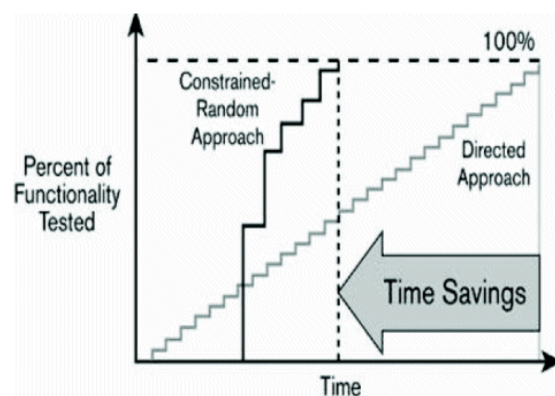 100%
Constrained-
Random
Approach
Percent of
Functionality
Tested
Directed
Approach
Time Savings
Time